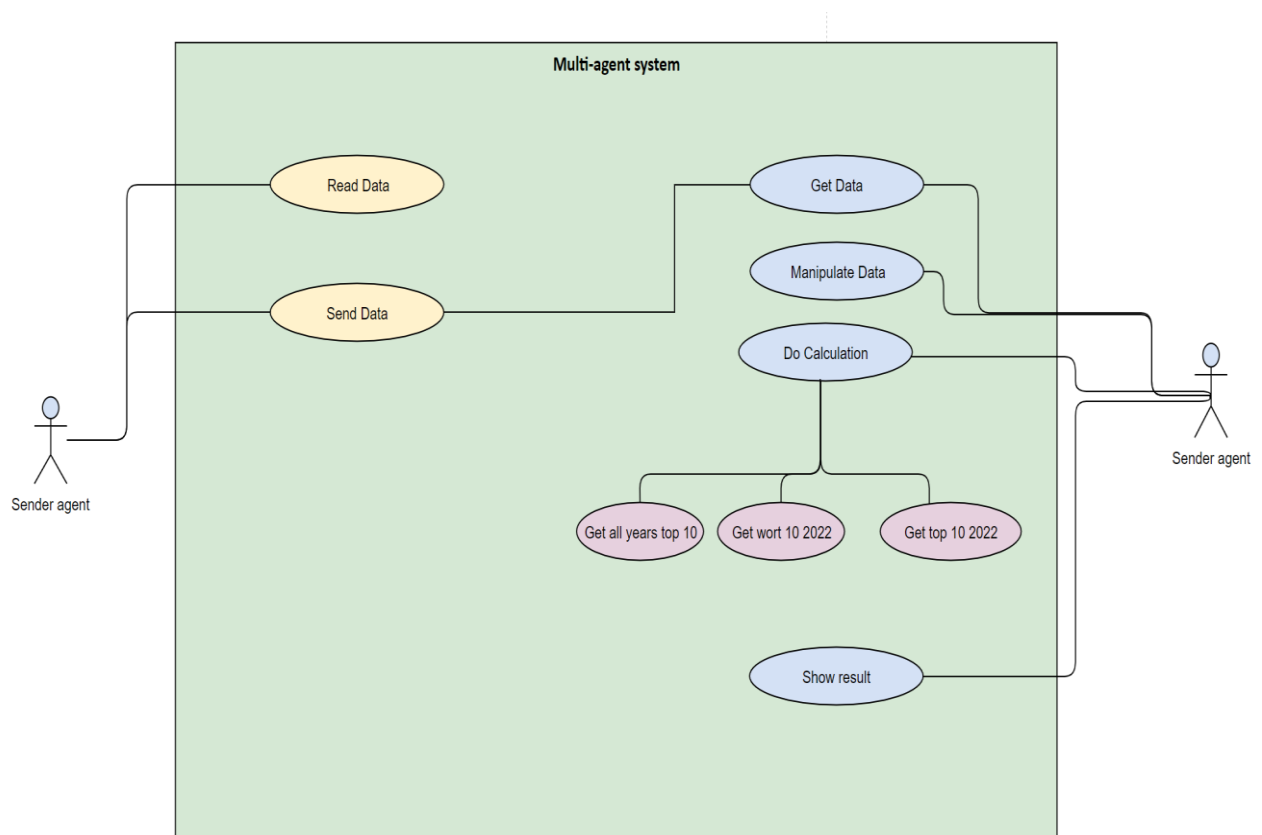 Multi-agent system
Read Data
Get Data
Manipulate Data
Send Data
Do Calculation
Sender agent
Sender agent
Get all years top 10
Get wort 10 2022
Get top 10 2022
Show result